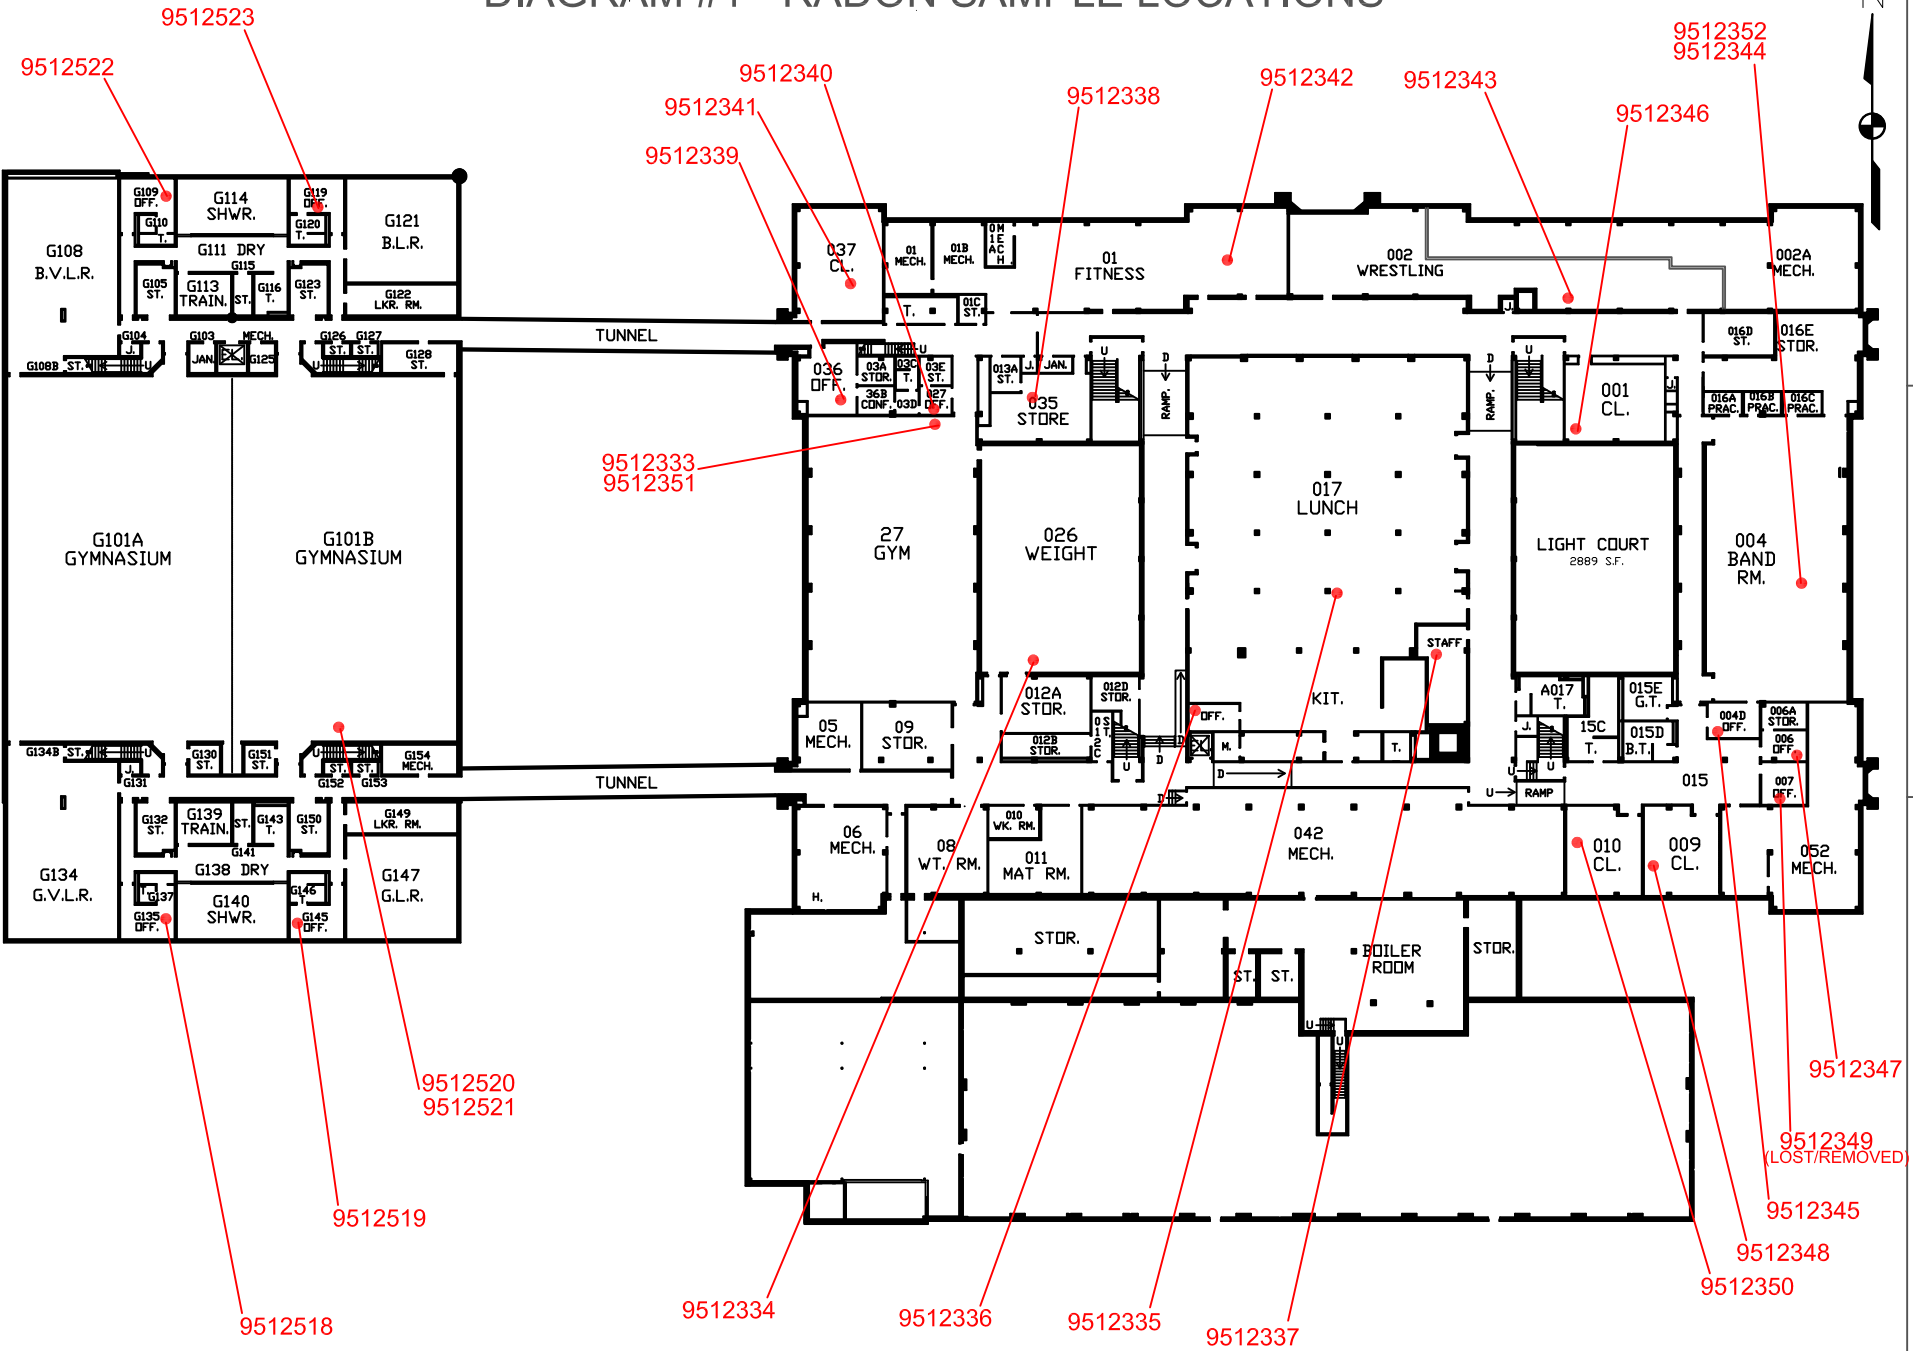 DIAGRAM #1 - RADON SAMPLE LOCATIONS
9512523
9512522
9512340
9512341
9512339
9512338
9512342
9512343
9512352
9512344
9512346
G109
OFF.
G110
T.
G114
SHWR.
G119
OFF.
G120
T.
G121
B.L.R.
G108
B.V.L.R.
G111 DRY
G115
G105
ST.
G113
TRAIN.
ST.
G116
T.
G123
ST.
G122
LKR. RM.
G104
J.
G103
JAN.
MECH.
G125
G126
ST.
G127
ST.
G128
ST.
G108B
ST.
U
U
TUNNEL
037
CL.
01
MECH.
01B
MECH.
01A
MECH.
01
FITNESS
002
WRESTLING
002A
MECH.
T.
01C
ST.
J.
016D
ST.
016E
STOR.
036
OFF.
03A
STOR.
03C
T.
03E
ST.
36B
CONF.
03D
027
OFF.
U
013A
ST.
J.
JAN.
035
STORE
U
D
RAMP.
D
RAMP.
U
001
CL.
J.
016A
PRAC.
016B
PRAC.
016C
PRAC.
9512333
9512351
G101A
GYMNASIUM
G101B
GYMNASIUM
27
GYM
026
WEIGHT
017
LUNCH
LIGHT COURT
2889 S.F.
004
BAND
RM.
STAFF
KIT.
012A
STOR.
012D
STOR.
012C
ST.
012B
STOR.
OFF.
M.
T.
A017
T.
015E
G.T.
15C
T.
015D
B.T.
J.
004D
OFF.
006A
STOR.
006
OFF.
007
OFF.
05
MECH.
09
STOR.
U
D
D
D
D
U
U
U
RAMP
015
G134B
ST.
U
G130
ST.
G151
ST.
U
G154
MECH.
J.
G131
ST.
ST.
G152
G153
TUNNEL
G132
ST.
G139
TRAIN.
ST.
G143
T.
G150
ST.
G149
LKR. RM.
G141
G138 DRY
G134
G.V.L.R.
T.
G137
G135
OFF.
G140
SHWR.
G146
T.
G145
OFF.
G147
G.L.R.
06
MECH.
H.
08
WT. RM.
010
WK. RM.
011
MAT RM.
042
MECH.
010
CL.
009
CL.
052
MECH.
STOR.
ST.
ST.
BOILER
ROOM
STOR.
U
U
9512520
9512521
9512519
9512518
9512334
9512336
9512335
9512337
9512347
9512349
(LOST/REMOVED)
9512345
9512348
9512350